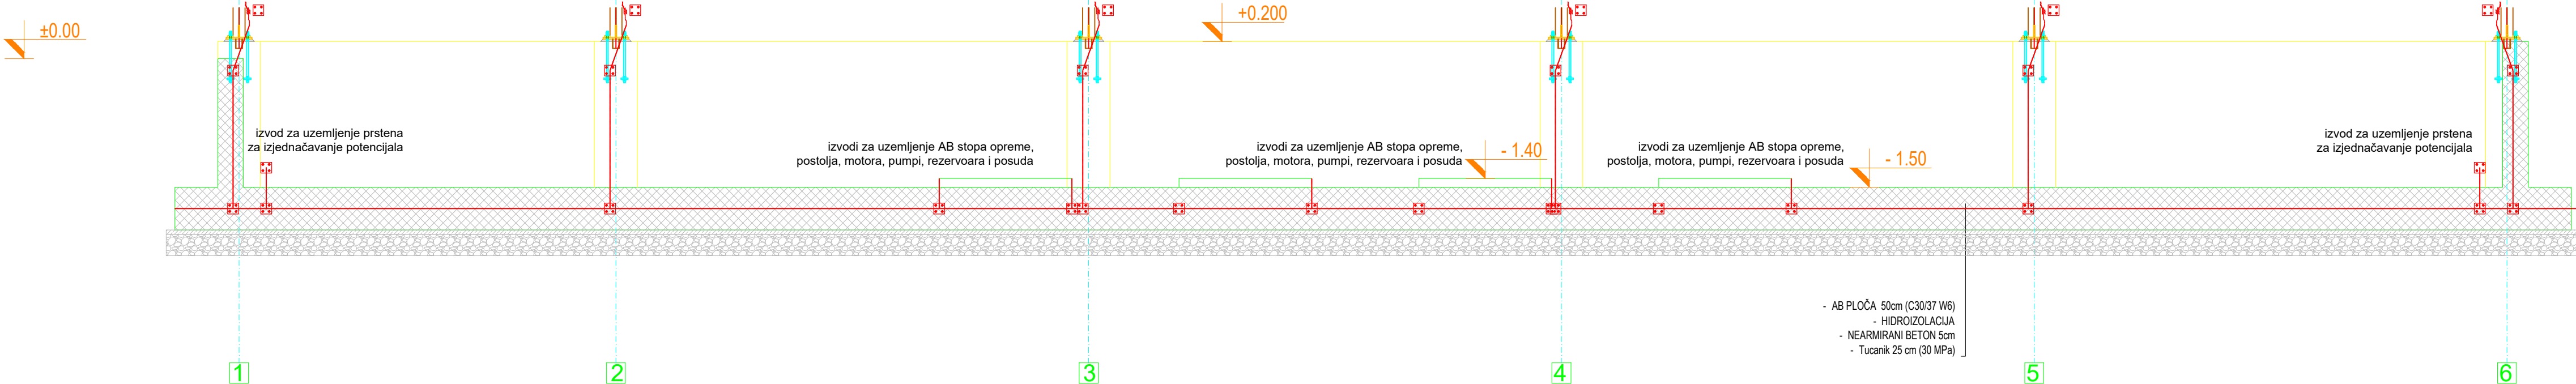 ±0.00
+0.200
izvod za uzemljenje prstena
za izjednačavanje potencijala
izvodi za uzemljenje AB stopa opreme,
postolja, motora, pumpi, rezervoara i posuda
izvodi za uzemljenje AB stopa opreme,
postolja, motora, pumpi, rezervoara i posuda
- 1.40
izvodi za uzemljenje AB stopa opreme,
postolja, motora, pumpi, rezervoara i posuda
- 1.50
izvod za uzemljenje prstena
za izjednačavanje potencijala
- AB PLOČA 50cm (C30/37 W6)
- HIDROIZOLACIJA
- NEARMIRANI BETON 5cm
- Tucanik 25 cm (30 MPa)
1
2
3
4
5
6